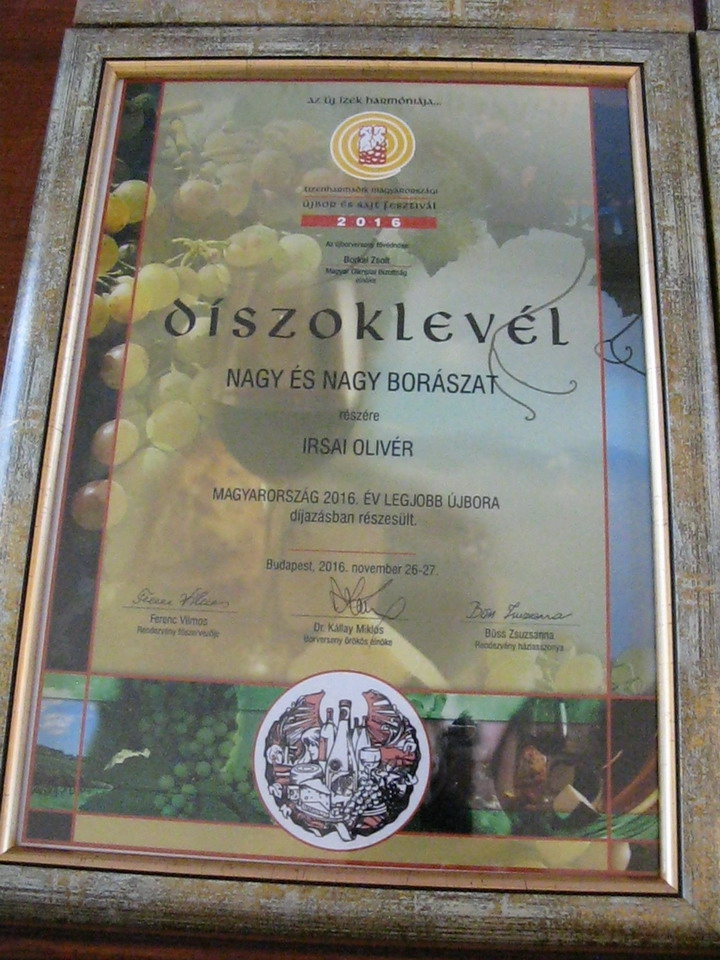 az új ízek harmóniája...
tizenharmadik magyarországi
újbor és sajt fesztivál
2016
Az újborverseny fővédnöke:
Borkai Zsolt
Magyar Olimpiai Bizottság
elnöke
díszoklevél
NAGY ÉS NAGY BORÁSZAT
részére
IRSAI OLIVÉR
MAGYARORSZÁG 2016. ÉV LEGJOBB ÚJBORA
díjazásban részesült.
Budapest, 2016. november 26-27.
Ferenc Vilmos
Rendezvény főszervezője
Dr. Kállay Miklós
Borverseny örökös elnöke
Bűss Zsuzsanna
Rendezvény háziasszonya